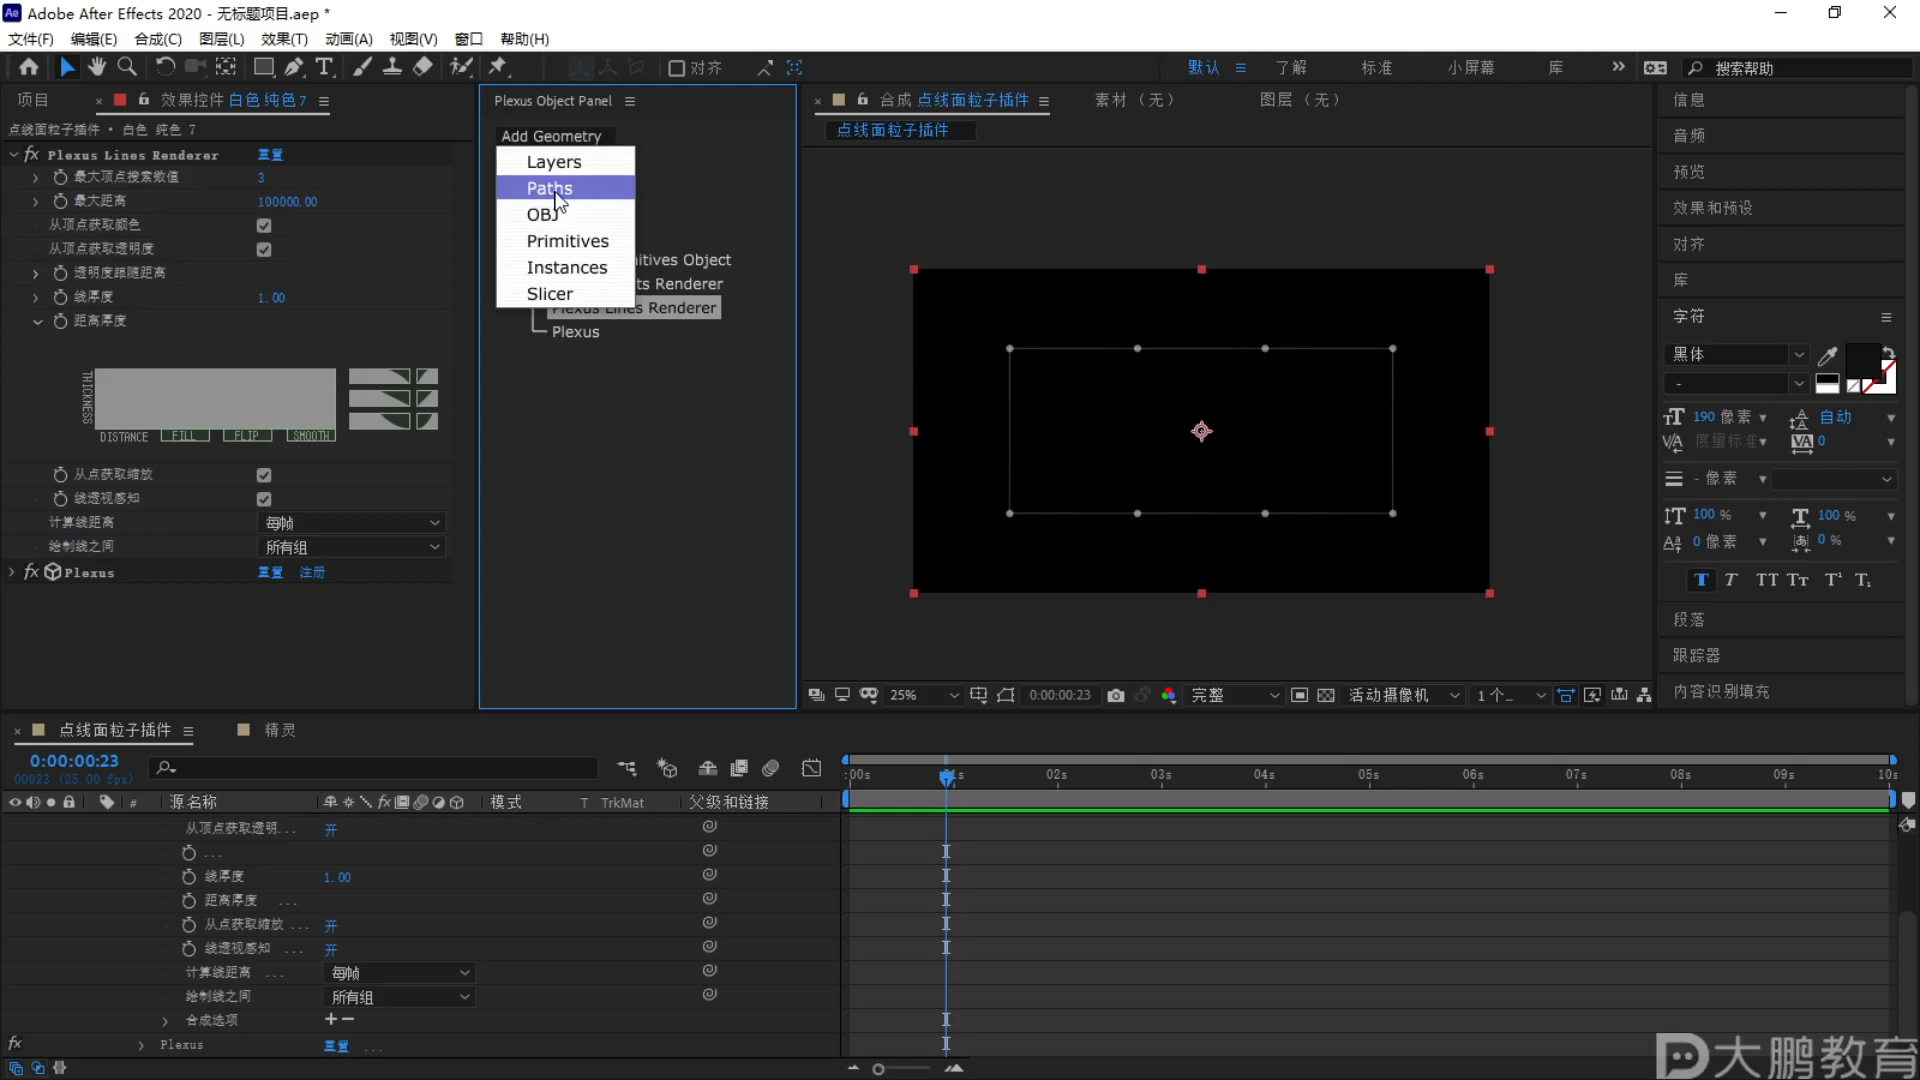 Adobe After Effects 2020 - 无标题项目.aep *
文件(F) 编辑(E) 合成(C) 图层(L) 效果(T) 动画(A) 视图(V) 窗口 帮助(H)
对齐
默认 了解 标准 小屏幕 库 搜索帮助
项目 效果控件 白色 纯色 7
点线面粒子插件 • 白色 纯色 7
Plexus Lines Renderer 重置
最大顶点搜索数值 3
最大距离 100000.00
从顶点获取颜色
从顶点获取透明度
透明度跟随距离
线厚度 1.00
距离厚度
THICKNESS
DISTANCE FILL FLIP SMOOTH
从点获取缩放
线透视感知
计算线距离 每帧
绘制线之间 所有组
fx Plexus 重置 注册
Plexus Object Panel
Add Geometry
Layers
Paths
OBJ
Primitives
Instances
Slicer
mitives Object
ts Renderer
Plexus Lines Renderer
Plexus
合成 点线面粒子插件 素材 （无） 图层 （无）
点线面粒子插件
25% 0:00:00:23 完整 活动摄像机 1 个...
信息
音频
预览
效果和预设
对齐
库
字符
黑体
-
190 像素 自动
度量标准 0
- 像素
100 % 100 %
0 像素 0 %
T T TT Tт T¹ T₁
段落
跟踪器
内容识别填充
点线面粒子插件 精灵
0:00:00:23
00023 (25.00 fps)
# 源名称 模式 T TrkMat 父级和链接
:00s 01s 02s 03s 04s 05s 06s 07s 08s 09s 10s
从顶点获取透明... 开
...
线厚度 1.00
距离厚度 ...
从点获取缩放 ... 开
线透视感知 ... 开
计算线距离 ... 每帧
绘制线之间 所有组
合成选项 +−
fx Plexus 重置 ...
大鹏教育